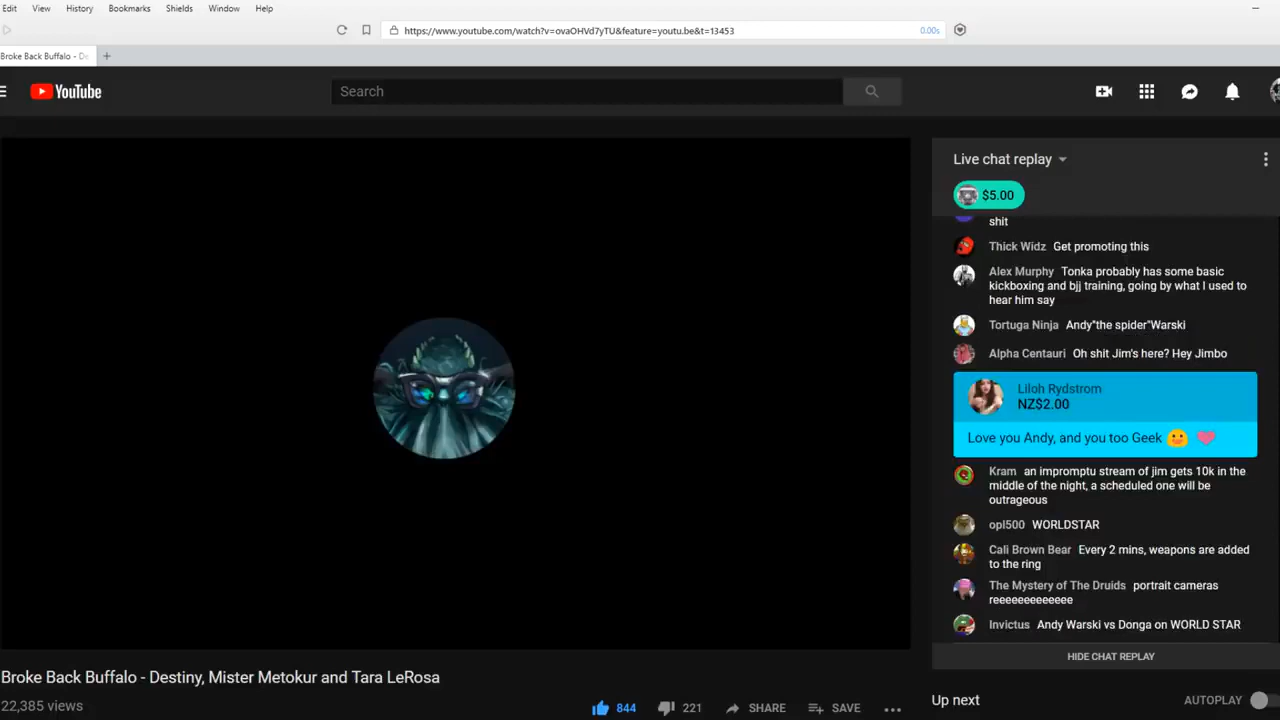 Edit View History Bookmarks Shields Window Help
https://www.youtube.com/watch?v=ovaOHVd7yTU&feature=youtu.be&t=13453 0.00s
Broke Back Buffalo - De
YouTube Search
Live chat replay
$5.00
shit
Thick Widz Get promoting this
Alex Murphy Tonka probably has some basic
kickboxing and bjj training, going by what I used to
hear him say
Tortuga Ninja Andy"the spider"Warski
Alpha Centauri Oh shit Jim's here? Hey Jimbo
Liloh Rydstrom
NZ$2.00
Love you Andy, and you too Geek
Kram an impromptu stream of jim gets 10k in the
middle of the night, a scheduled one will be
outrageous
opl500 WORLDSTAR
Cali Brown Bear Every 2 mins, weapons are added
to the ring
The Mystery of The Druids portrait cameras
reeeeeeeeeeeee
Invictus Andy Warski vs Donga on WORLD STAR
HIDE CHAT REPLAY
Broke Back Buffalo - Destiny, Mister Metokur and Tara LeRosa
22,385 views
844 221 SHARE SAVE
Up next AUTOPLAY